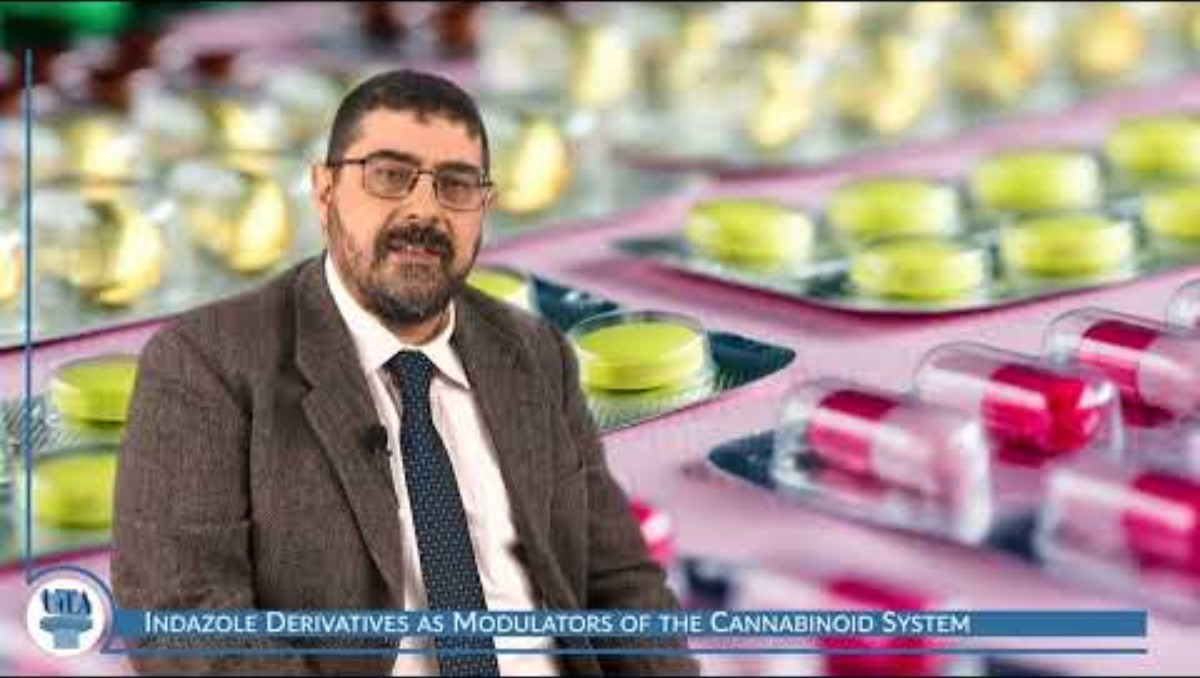 INDAZOLE DERIVATIVES AS MODULATORS OF THE CANNABINOID SYSTEM